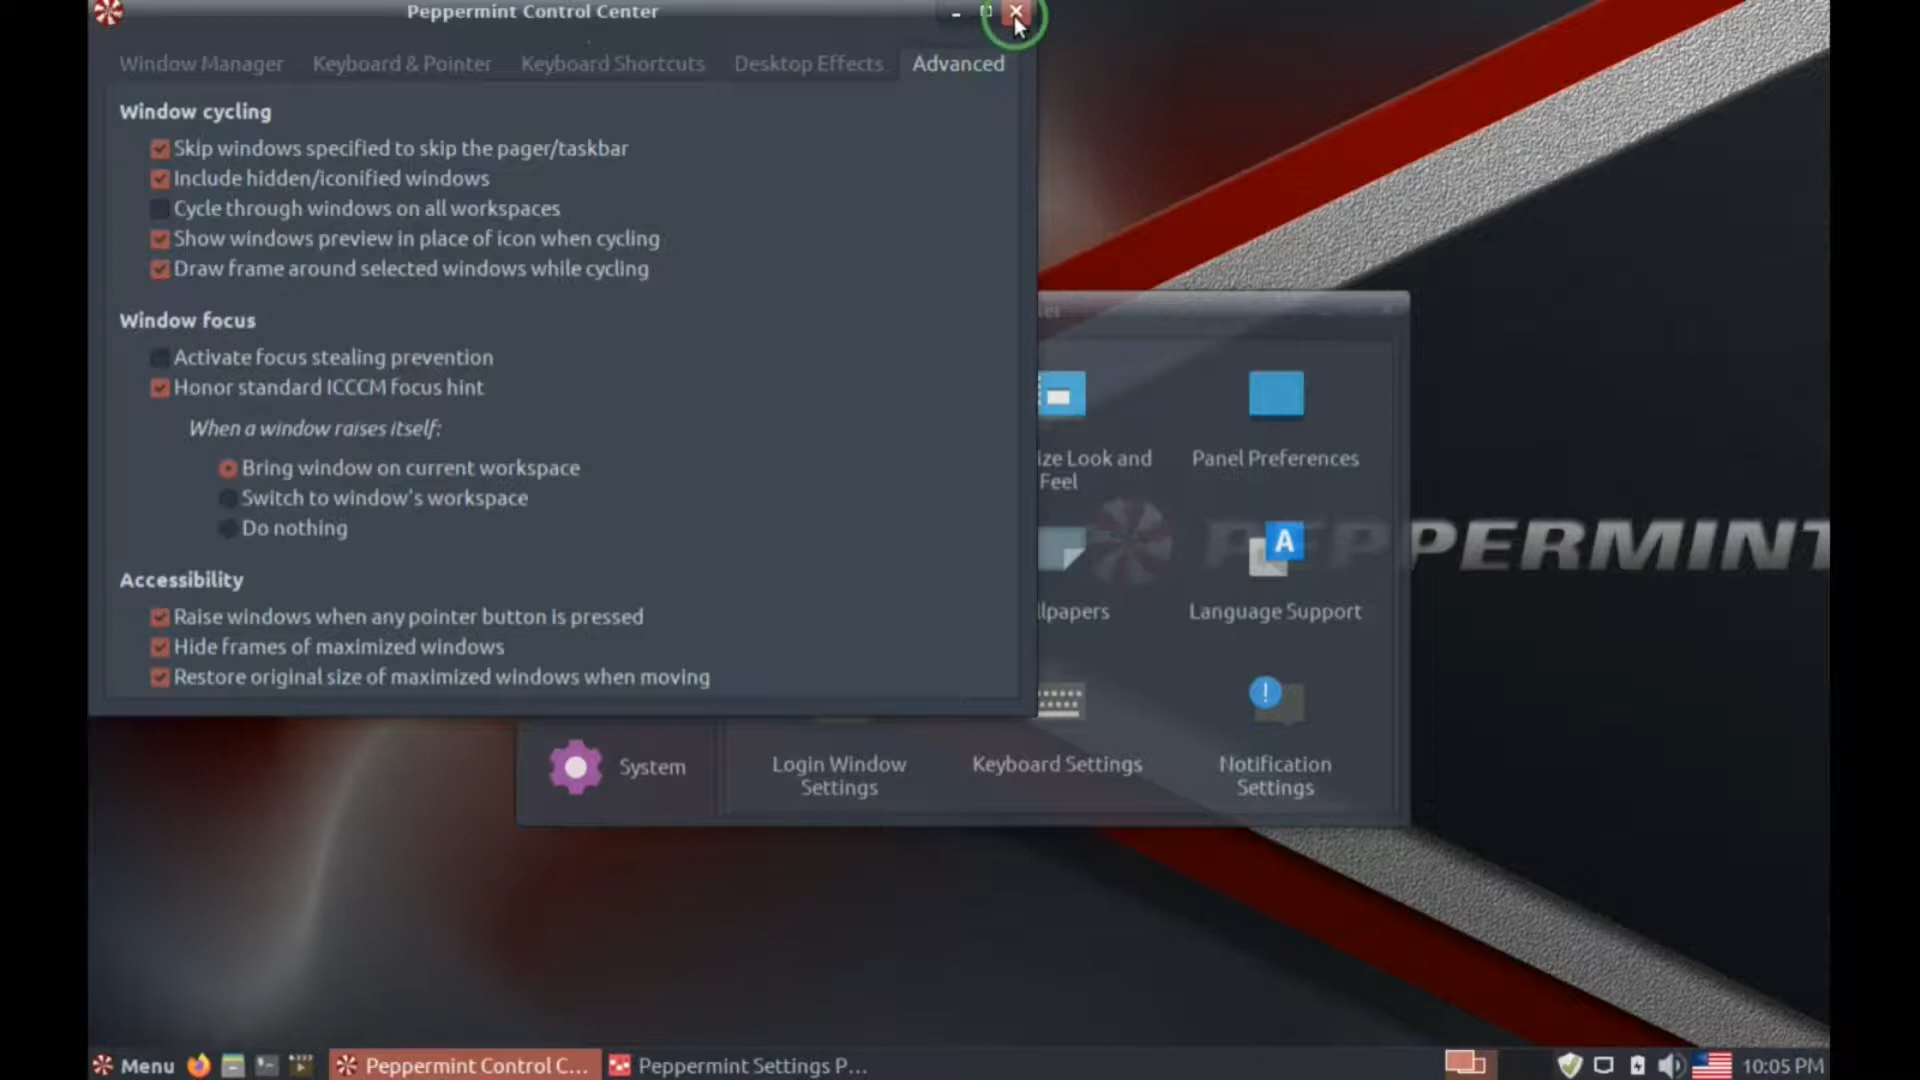 Peppermint Control Center
Window Manager
Keyboard & Pointer
Keyboard Shortcuts
Desktop Effects
Advanced
Window cycling
Skip windows specified to skip the pager/taskbar
Include hidden/iconified windows
Cycle through windows on all workspaces
Show windows preview in place of icon when cycling
Draw frame around selected windows while cycling
Window focus
Activate focus stealing prevention
Honor standard ICCCM focus hint
When a window raises itself:
Bring window on current workspace
Switch to window's workspace
Do nothing
Accessibility
Raise windows when any pointer button is pressed
Hide frames of maximized windows
Restore original size of maximized windows when moving
ize Look and
Feel
Panel Preferences
A
PEPPERMINT
llpapers
Language Support
System
Login Window
Settings
Keyboard Settings
Notification
Settings
Menu
Peppermint Control C...
Peppermint Settings P...
10:05 PM